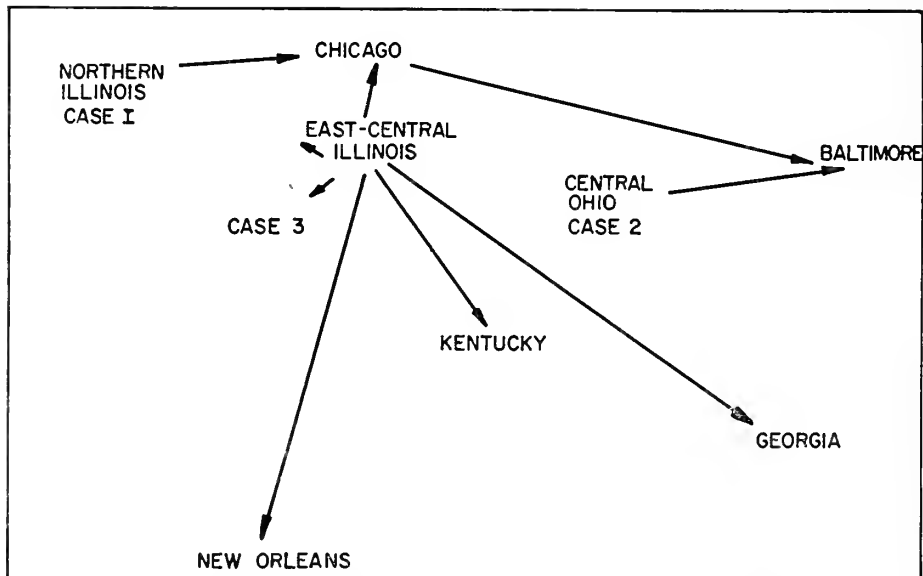 CHICAGO
NORTHERN
ILLINOIS
CASE I
EAST-CENTRAL
ILLINOIS
BALTIMORE
CENTRAL
OHIO
CASE 2
CASE 3
KENTUCKY
GEORGIA
NEW ORLEANS